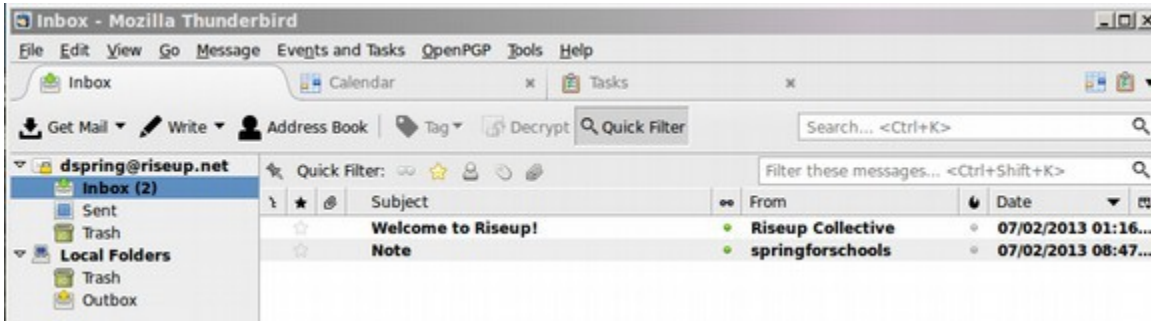 Inbox - Mozilla Thunderbird
File Edit View Go Message Events and Tasks OpenPGP Tools Help
Inbox Calendar Tasks
Get Mail Write Address Book Tag Decrypt Quick Filter Search... <Ctrl+K>
dspring@riseup.net Quick Filter: Filter these messages... <Ctrl+Shift+K>
Inbox (2)
Subject From Date
Sent
Welcome to Riseup! Riseup Collective 07/02/2013 01:16...
Trash
Note springforschools 07/02/2013 08:47...
Local Folders
Trash
Outbox